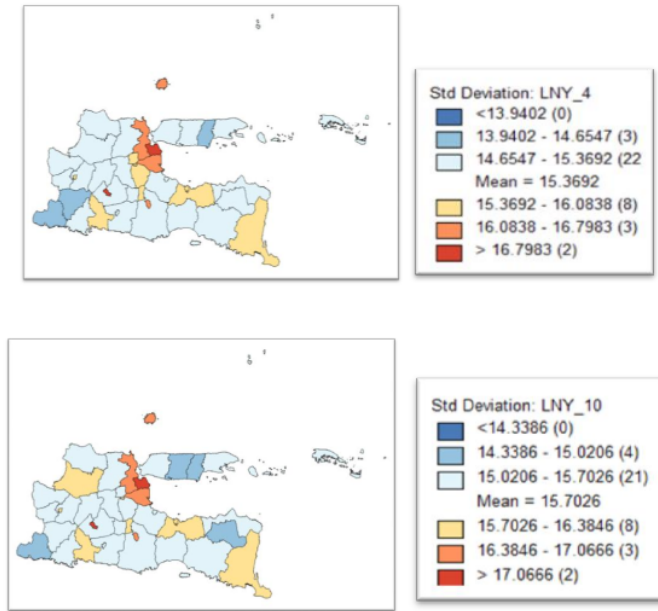 Std Deviation: LNY_4
<13.9402 (0)
13.9402 - 14.6547 (3)
14.6547 - 15.3692 (22
Mean = 15.3692
15.3692 - 16.0838 (8)
16.0838 - 16.7983 (3)
> 16.7983 (2)
Std Deviation: LNY_10
<14.3386 (0)
14.3386 - 15.0206 (4)
15.0206 - 15.7026 (21)
Mean = 15.7026
15.7026 - 16.3846 (8)
16.3846 - 17.0666 (3)
> 17.0666 (2)